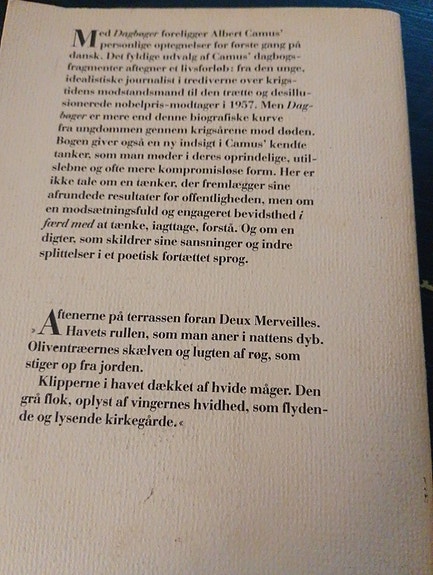 Med Dagbøger foreligger Albert Camus'
personlige optegnelser for første gang på
dansk. Det fyldige udvalg af Camus' dagbogs-
fragmenter aftegner et livsforløb: fra den unge,
idealistiske journalist i trediverne over krigs-
tidens modstandsmand til den trætte og desillu-
sionerede nobelpris-modtager i 1957. Men Dag-
bøger er mere end denne biografiske kurve
fra ungdommen gennem krigsårene mod døden.
Bogen giver også en ny indsigt i Camus' kendte
tanker, som man møder i deres oprindelige, util-
slebne og ofte mere kompromisløse form. Her er
ikke tale om en tænker, der fremlægger sine
afrundede resultater for offentligheden, men om
en modsætningsfuld og engageret bevidsthed i
færd med at tænke, iagttage, forstå. Og om en
digter, som skildrer sine sansninger og indre
splittelser i et poetisk fortættet sprog.
»Aftenerne på terrassen foran Deux Merveilles.
Havets rullen, som man aner i nattens dyb.
Oliventræernes skælven og lugten af røg, som
stiger op fra jorden.
Klipperne i havet dækket af hvide måger. Den
grå flok, oplyst af vingernes hvidhed, som flyden-
de og lysende kirkegårde.«